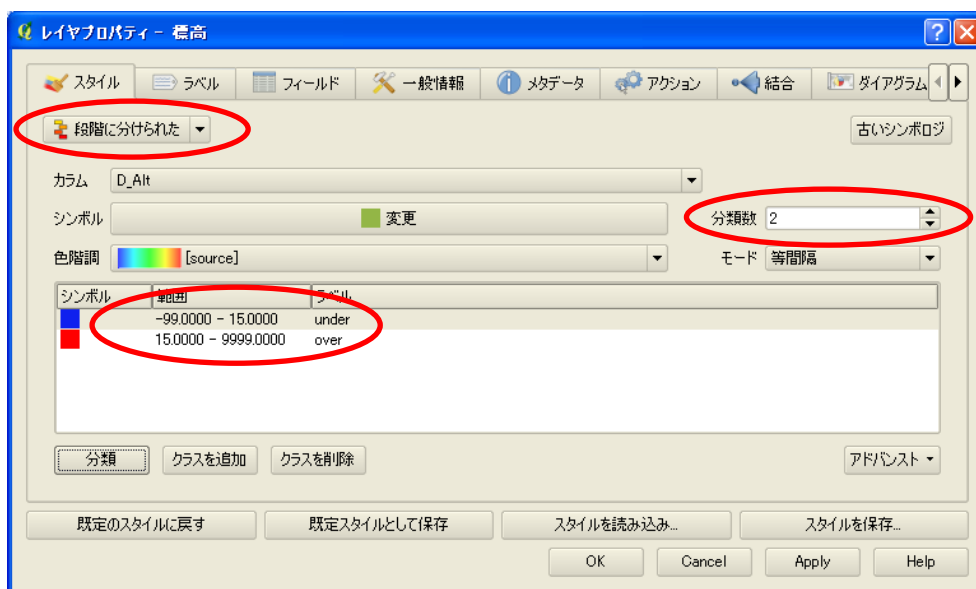 レイヤプロパティー - 標高
スタイル ラベル フィールド 一般情報 メタデータ アクション 結合 ダイアグラム
段階に分けられた 古いシンボロジ
カラム D_Alt
シンボル 変更 分類数 2
色階調 [source] モード 等間隔
シンボル 範囲 ラベル
-99.0000 - 15.0000 under
15.0000 - 9999.0000 over
分類 クラスを追加 クラスを削除 アドバンスト
既定のスタイルに戻す 既定スタイルとして保存 スタイルを読み込み... スタイルを保存...
OK Cancel Apply Help